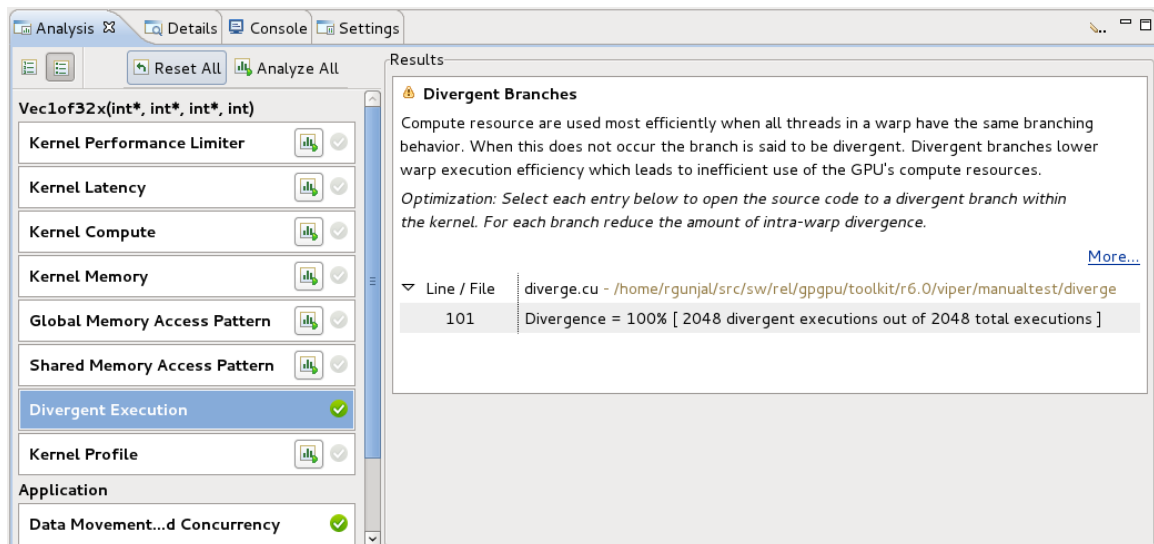 Analysis
Details
Console
Settings
Reset All
Analyze All
Vec1of32x(int*, int*, int*, int)
Kernel Performance Limiter
Kernel Latency
Kernel Compute
Kernel Memory
Global Memory Access Pattern
Shared Memory Access Pattern
Divergent Execution
Kernel Profile
Application
Data Movement...d Concurrency
Results
Divergent Branches
Compute resource are used most efficiently when all threads in a warp have the same branching
behavior. When this does not occur the branch is said to be divergent. Divergent branches lower
warp execution efficiency which leads to inefficient use of the GPU's compute resources.
Optimization: Select each entry below to open the source code to a divergent branch within
the kernel. For each branch reduce the amount of intra-warp divergence.
More...
Line / File diverge.cu - /home/rgunjal/src/sw/rel/gpgpu/toolkit/r6.0/viper/manualtest/diverge
101 Divergence = 100% [ 2048 divergent executions out of 2048 total executions ]